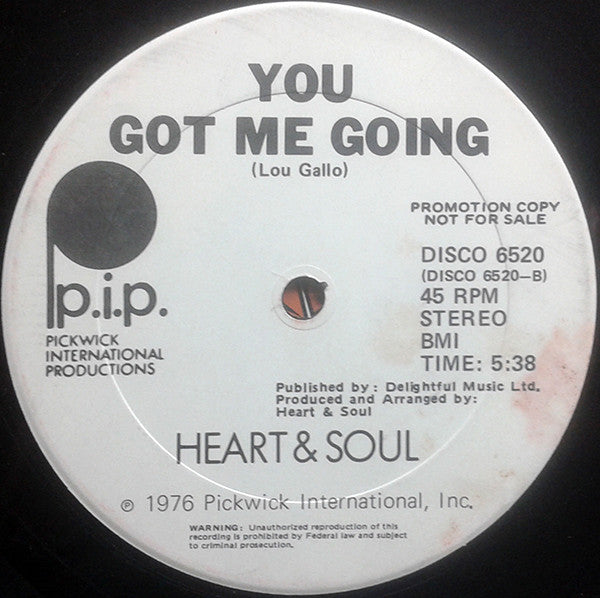 YOU
GOT ME GOING
(Lou Gallo)
PROMOTION COPY
NOT FOR SALE
p.i.p.
PICKWICK
INTERNATIONAL
PRODUCTIONS
DISCO 6520
(DISCO 6520—B)
45 RPM
STEREO
BMI
TIME: 5:38
Published by: Delightful Music Ltd.
Produced and Arranged by:
Heart & Soul
HEART & SOUL
℗ 1976 Pickwick International, Inc.
WARNING: Unauthorized reproduction of this
recording is prohibited by Federal law and subject
to criminal prosecution.